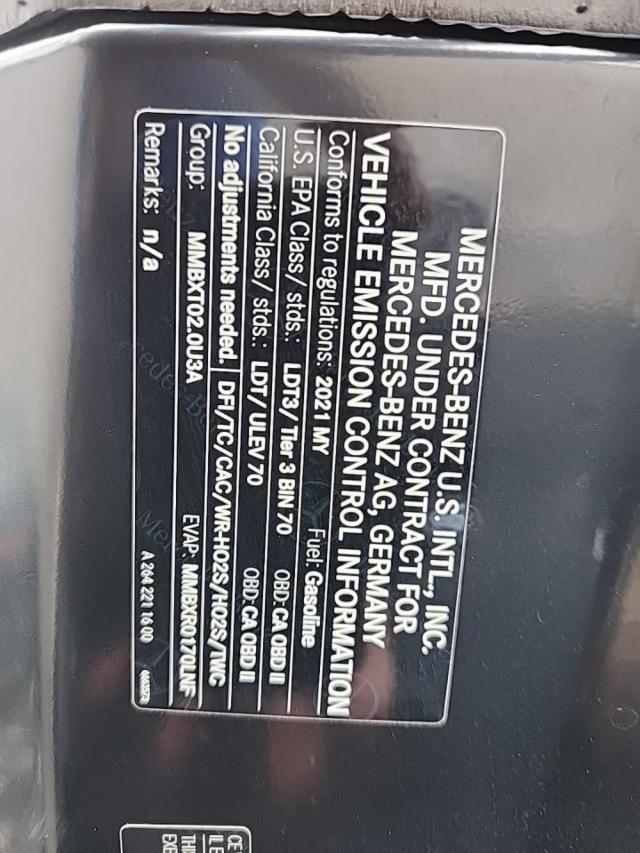 MERCEDES-BENZ U.S. INTL., INC.
MFD. UNDER CONTRACT FOR
MERCEDES-BENZ AG, GERMANY
VEHICLE EMISSION CONTROL INFORMATION
Conforms to regulations: 2021 MY Fuel: Gasoline
U.S. EPA Class/ stds.: LDT3/ Tier 3 BIN 70 OBD: CA OBD II
California Class/ stds.: LDT/ ULEV 70 OBD: CA OBD II
No adjustments needed. DFI/TC/CAC/WR-HO2S/HO2S/TWC
Group: MMBXT02.0U3A EVAP: MMBXR0170LNF
Remarks: n/a A 264 221 16 00